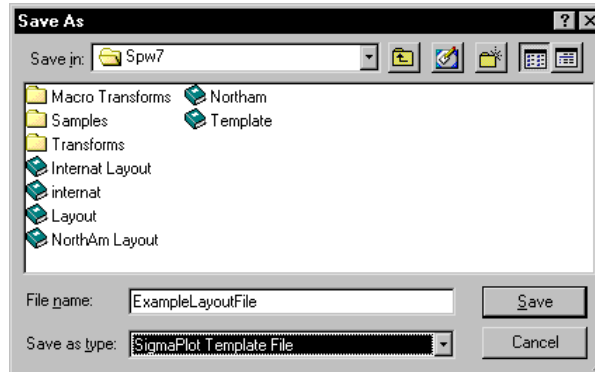 Save As
Save in: Spw7
Macro Transforms
Samples
Transforms
Internat Layout
internat
Layout
NorthAm Layout
Northam
Template
File name: ExampleLayoutFile
Save
Save as type: SigmaPlot Template File
Cancel